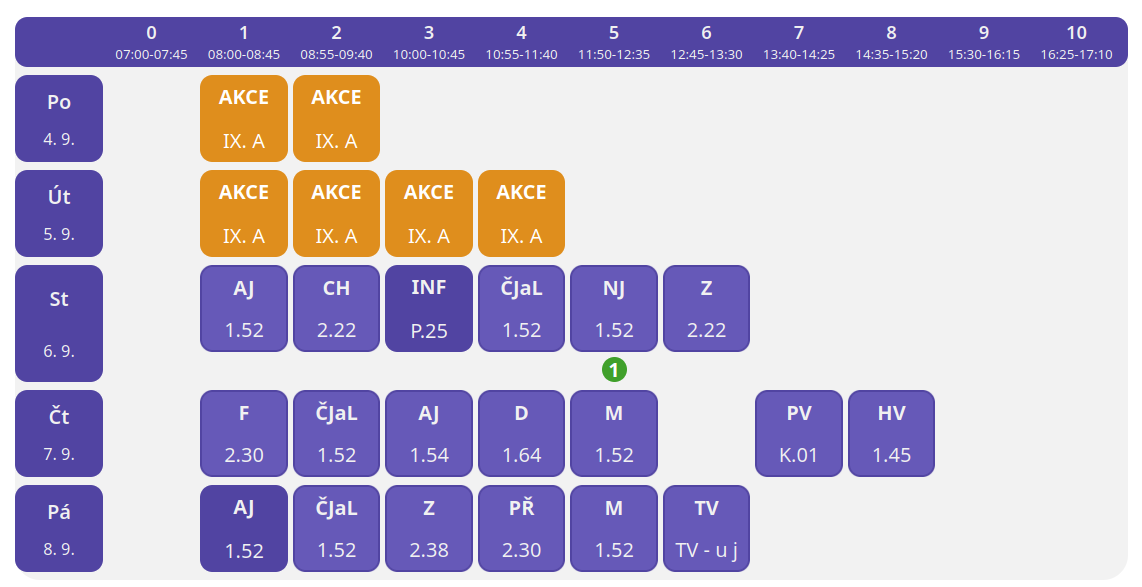 0 1 2 3 4 5 6 7 8 9 10
07:00-07:45 08:00-08:45 08:55-09:40 10:00-10:45 10:55-11:40 11:50-12:35 12:45-13:30 13:40-14:25 14:35-15:20 15:30-16:15 16:25-17:10
Po AKCE AKCE
4. 9. IX. A IX. A
Út AKCE AKCE AKCE AKCE
5. 9. IX. A IX. A IX. A IX. A
St AJ CH INF ČJaL NJ Z
6. 9. 1.52 2.22 P.25 1.52 1.52 2.22
1
Čt F ČJaL AJ D M PV HV
7. 9. 2.30 1.52 1.54 1.64 1.52 K.01 1.45
Pá AJ ČJaL Z PŘ M TV
8. 9. 1.52 1.52 2.38 2.30 1.52 TV - u j